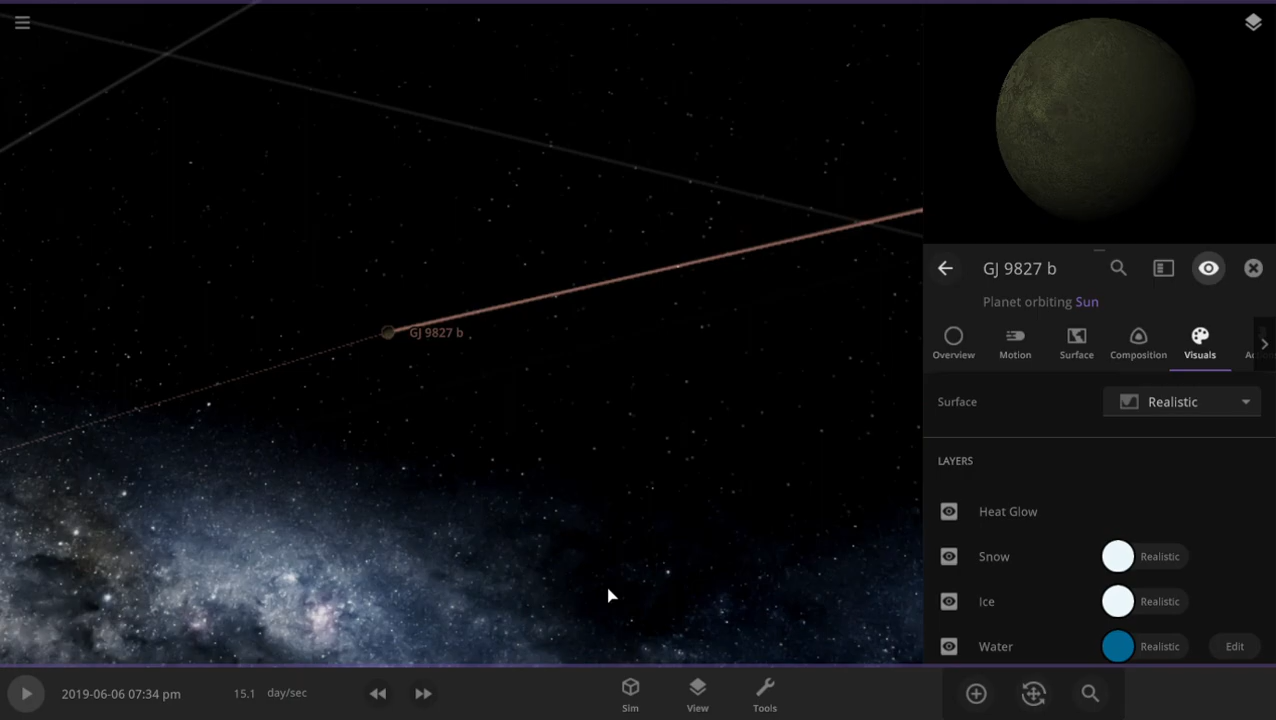 GJ 9827 b
GJ 9827 b
Planet orbiting Sun
Overview Motion Surface Composition Visuals
Surface Realistic
LAYERS
Heat Glow
Snow Realistic
Ice Realistic
Water Realistic Edit
2019-06-06 07:34 pm 15.1 day/sec Sim View Tools